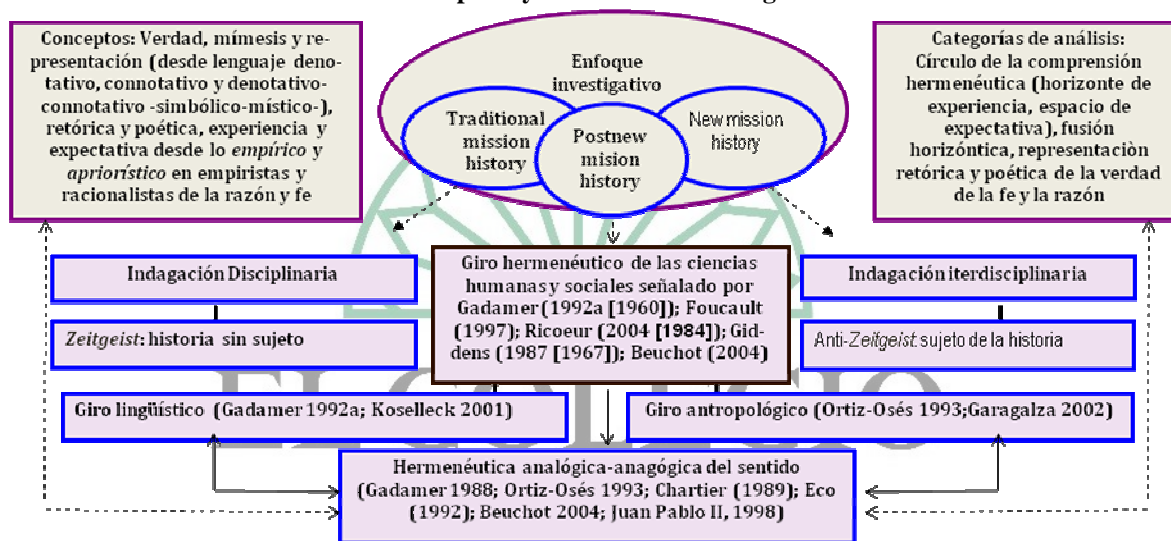 Conceptos: Verdad, mímesis y re-
presentación (desde lenguaje deno-
tativo, connotativo y denotativo-
connotativo -simbólico-místico-),
retórica y poética, experiencia y
expectativa desde lo empírico y
apriorístico en empiristas y
racionalistas de la razón y fe
Enfoque
investigativo
Traditional
mission
history
Postnew
mision
history
New mission
history
Categorías de análisis:
Círculo de la comprensión
hermenéutica (horizonte de
experiencia, espacio de
expectativa), fusión
horizóntica, representaciòn
retórica y poética de la verdad
de la fe y la razón
Indagación Disciplinaria
Zeitgeist: historia sin sujeto
Giro hermenéutico de las ciencias
humanas y sociales señalado por
Gadamer (1992a [1960]); Foucault
(1997); Ricoeur (2004 [1984]); Gid-
dens (1987 [1967]); Beuchot (2004)
Indagación iterdisciplinaria
Anti-Zeitgeist: sujeto de la historia
EL COLEGIO
Giro lingüístico (Gadamer 1992a; Koselleck 2001)
Giro antropológico (Ortiz-Osés 1993;Garagalza 2002)
Hermenéutica analógica-anagógica del sentido
(Gadamer 1988; Ortiz-Osés 1993; Chartier (1989); Eco
(1992); Beuchot 2004; Juan Pablo II, 1998)